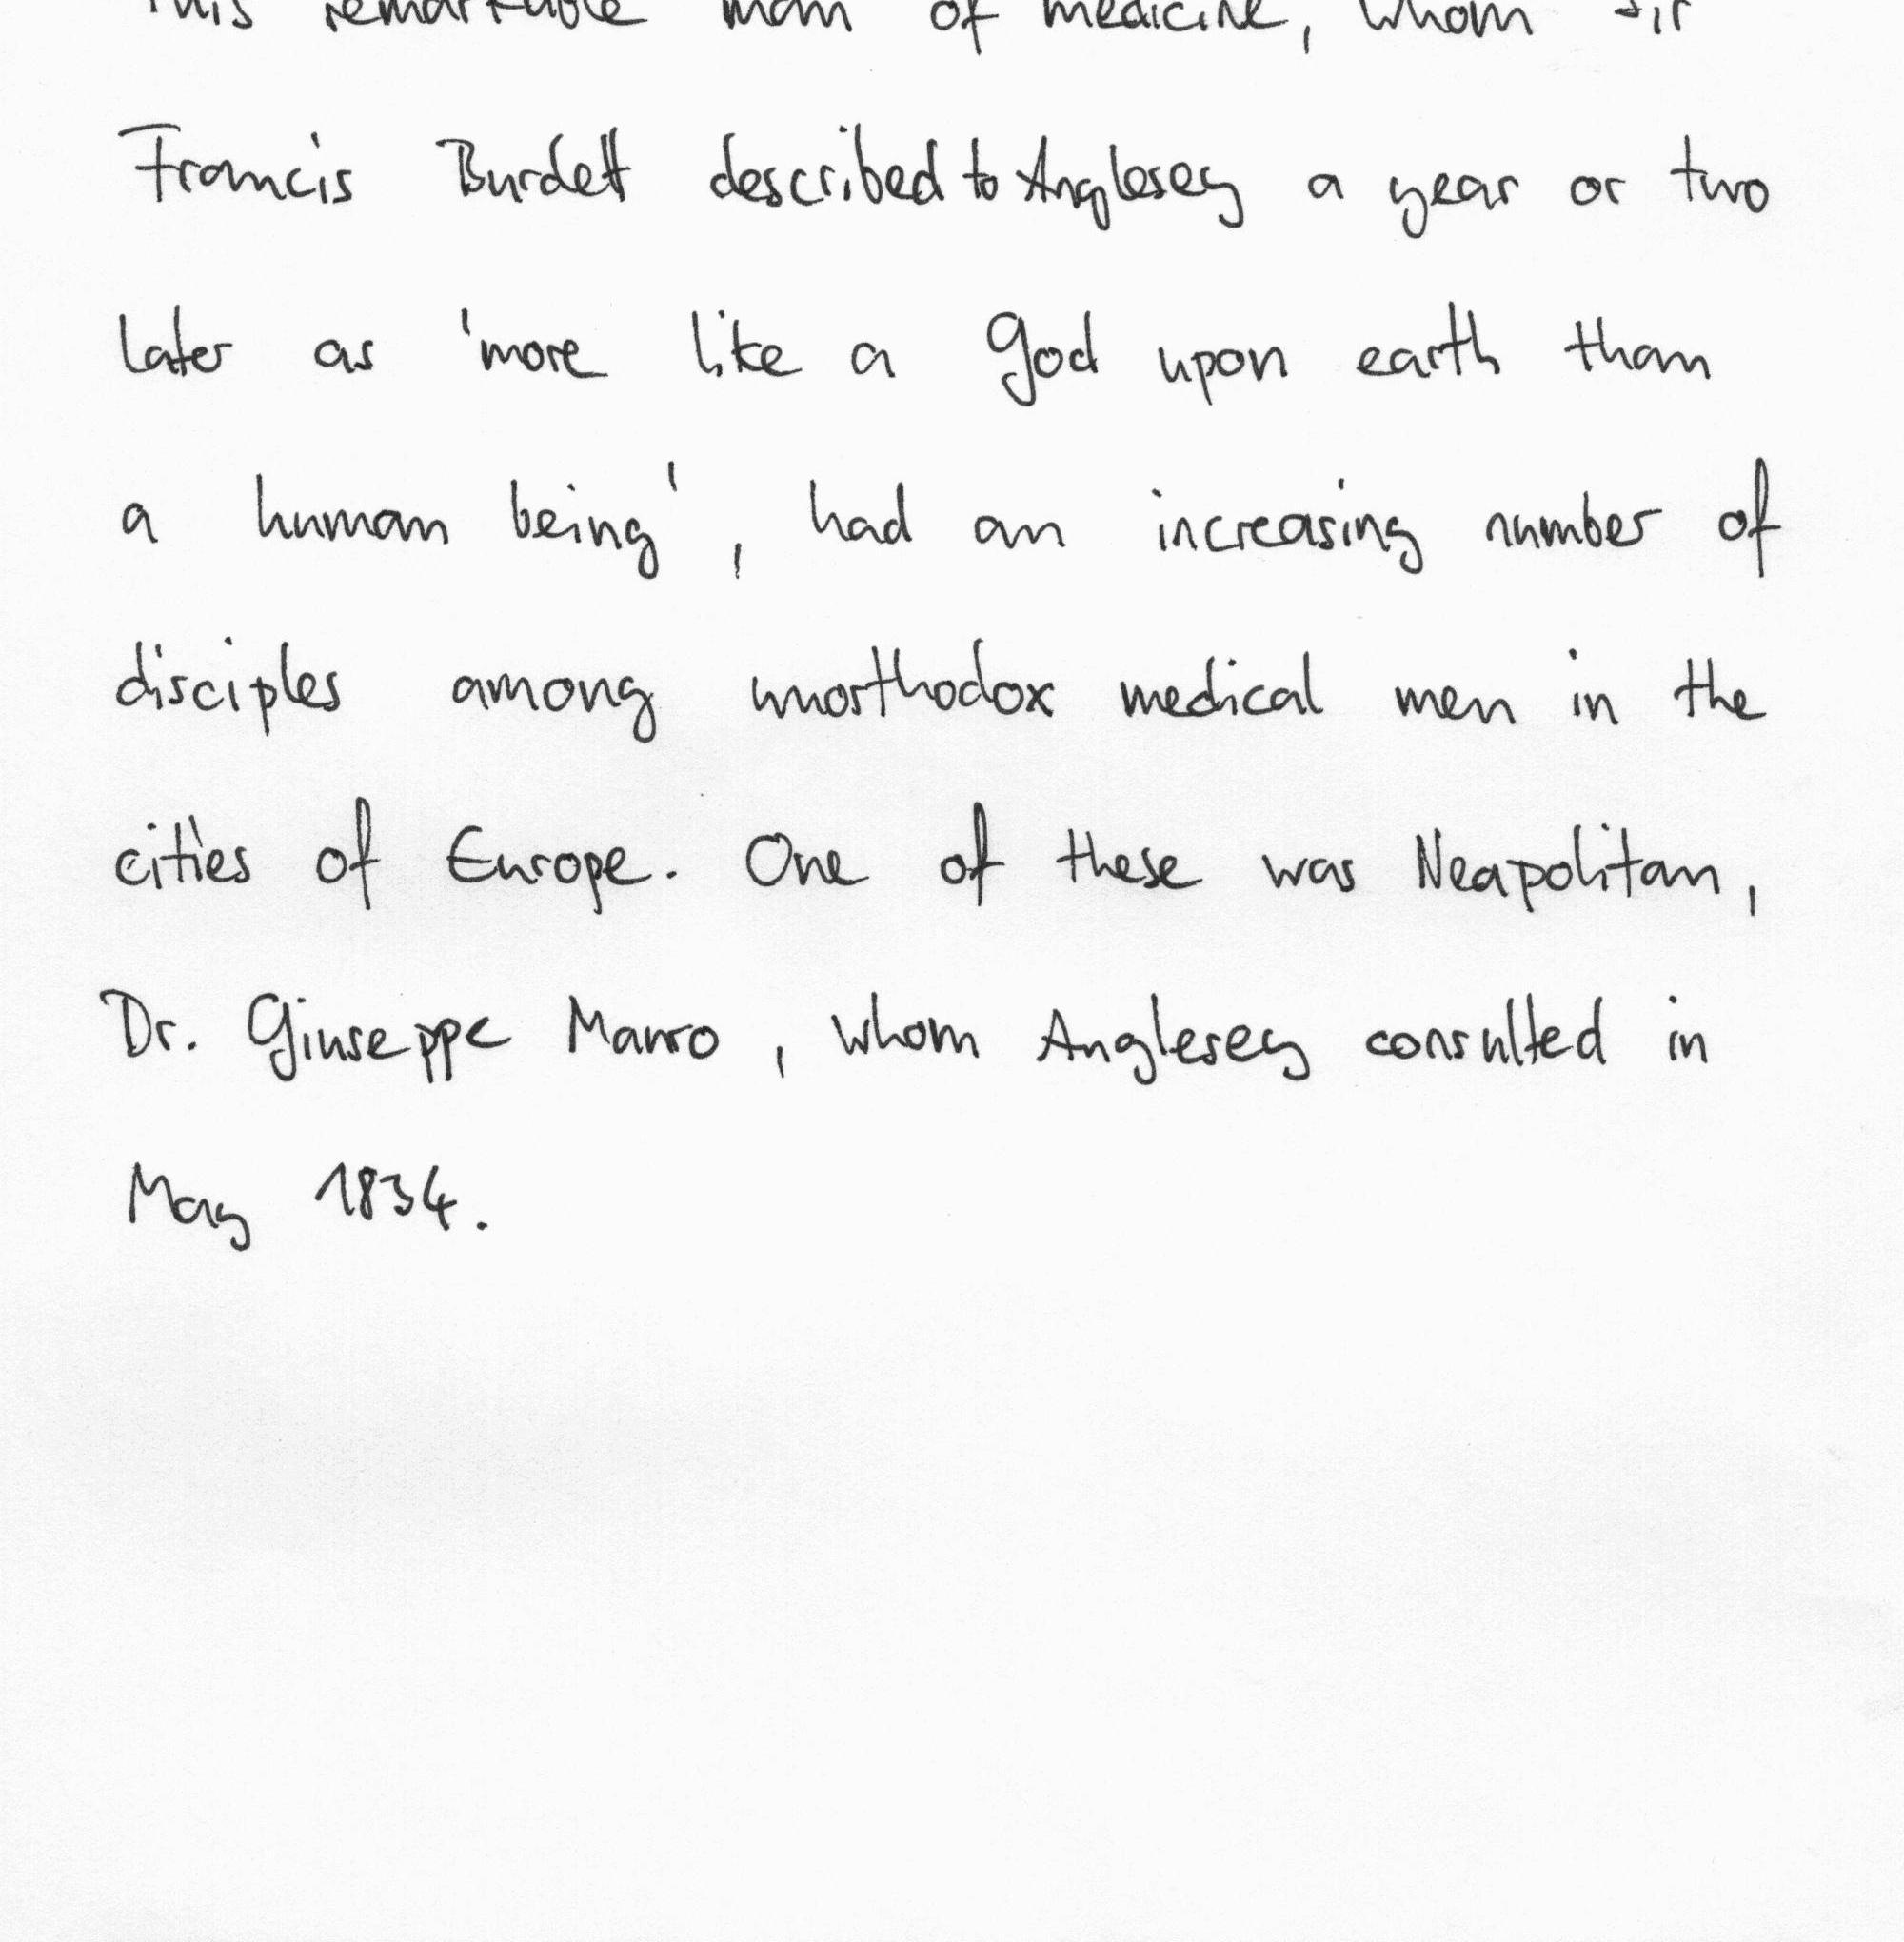 This remarkable man of medicine, whom Sir
Francis Burdett described to Anglesey a year or two
later as 'more like a god upon earth than
a human being', had an increasing number of
disciples among unorthodox medical men in the
cities of Europe. One of these was Neapolitan,
Dr. Giuseppe Mauro, whom Anglesey consulted in
May 1834.